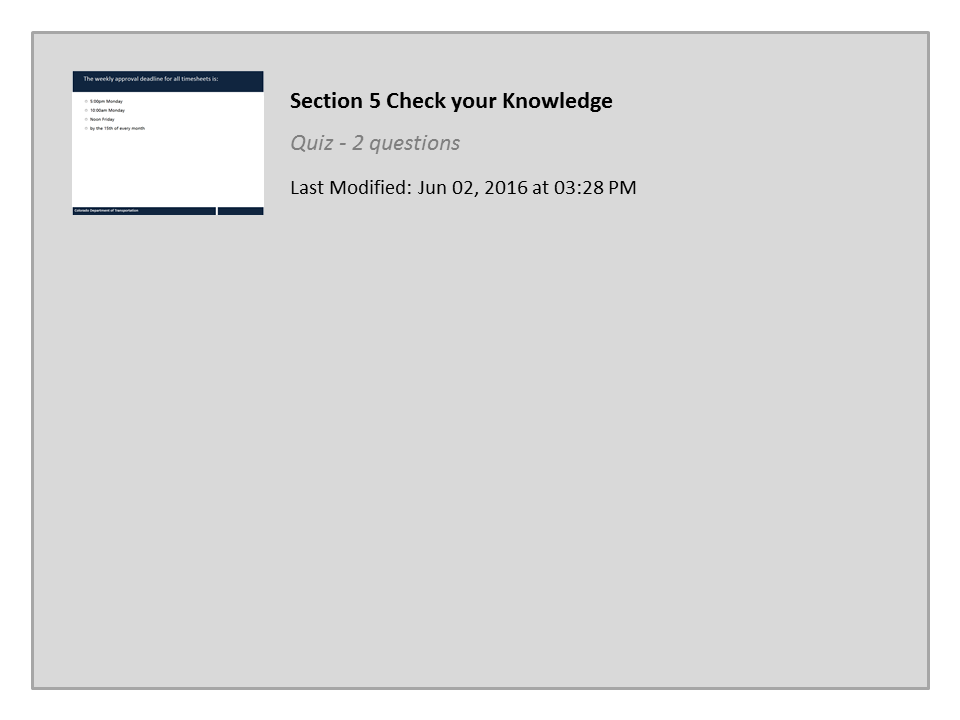 The weekly approval deadline for all timesheets is:
5:00pm Monday
10:00am Monday
Noon Friday
by the 15th of every month
Colorado Department of Transportation
Section 5 Check your Knowledge
Quiz - 2 questions
Last Modified: Jun 02, 2016 at 03:28 PM